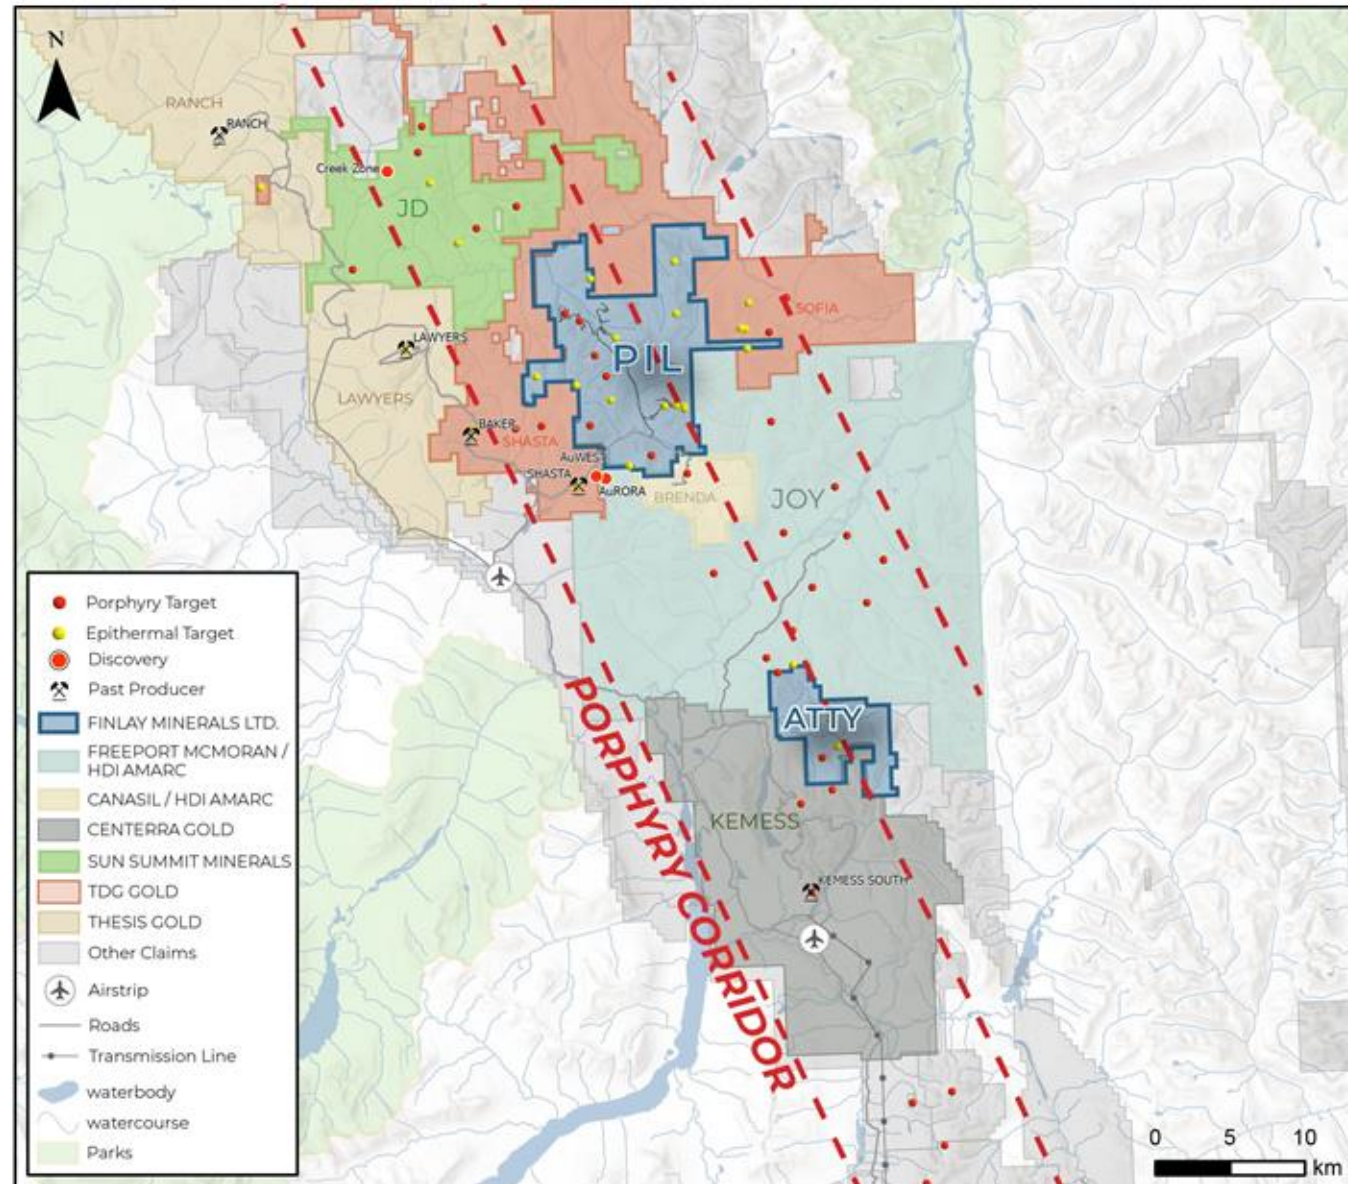 N
RANCH
RANCH
Creek Zone
JD
SOFIA
PIL
LAWYERS
LAWYERS
BAKER
SHASTA
AuWEST
SHASTA
AuRORA
BRENDA
JOY
PORPHYRY CORRIDOR
ATTY
KEMESS
KEMESS SOUTH
Porphyry Target
Epithermal Target
Discovery
Past Producer
FINLAY MINERALS LTD.
FREEPORT MCMORAN /
HDI AMARC
CANASIL / HDI AMARC
CENTERRA GOLD
SUN SUMMIT MINERALS
TDG GOLD
THESIS GOLD
Other Claims
Airstrip
Roads
Transmission Line
waterbody
watercourse
Parks
0 5 10
km